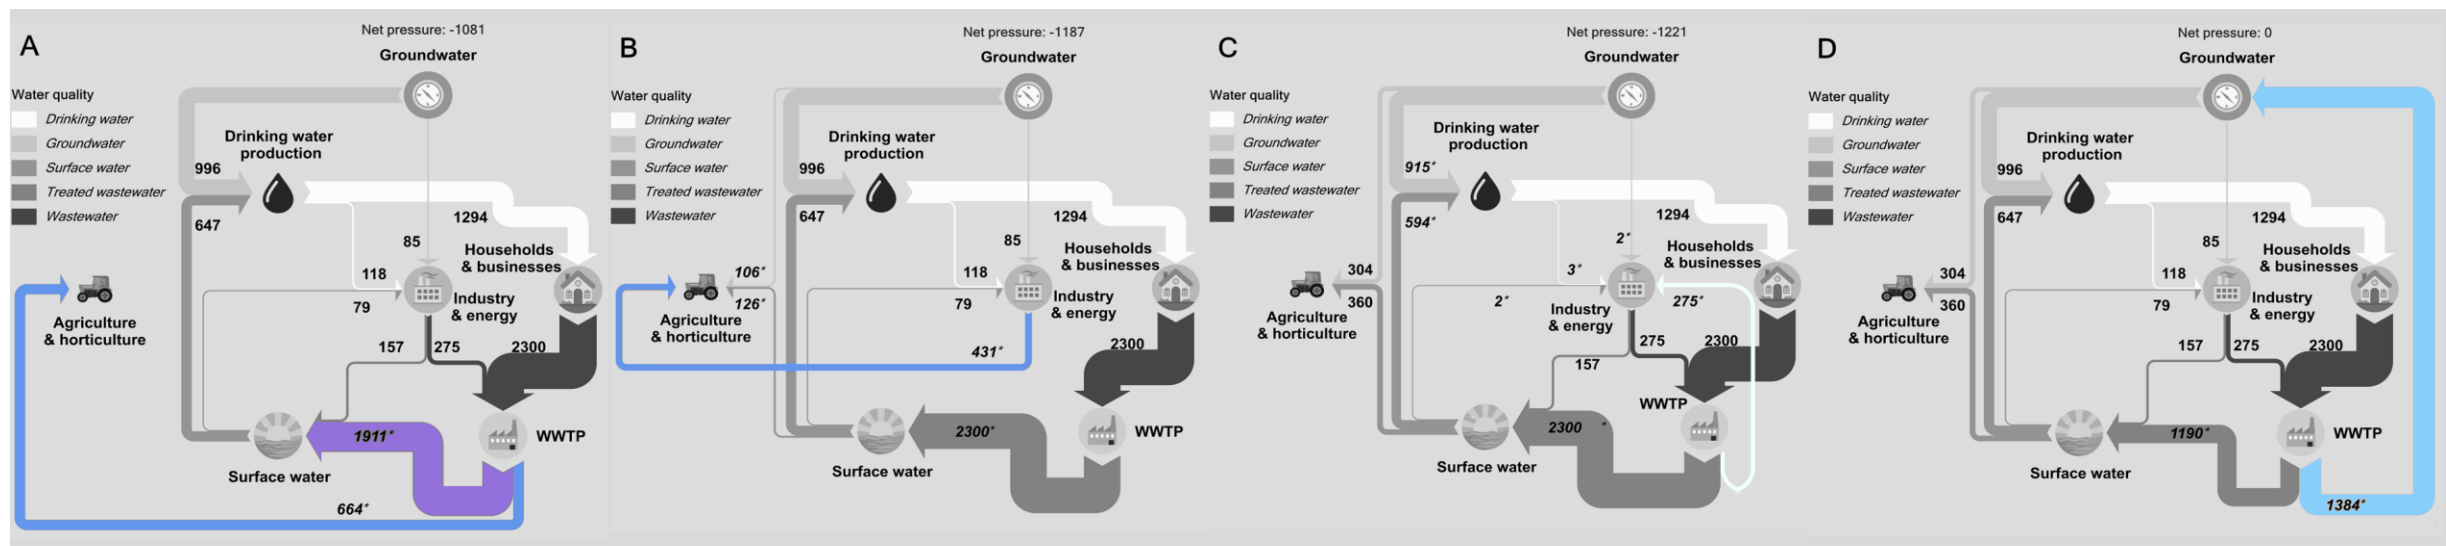 A
Net pressure: -1081
Groundwater
Water quality
Drinking water
Groundwater
Surface water
Treated wastewater
Wastewater
Drinking water
production
996
647
1294
85
Households
& businesses
118
79
Industry
& energy
Agriculture
& horticulture
157
275
2300
1911*
WWTP
Surface water
664*
B
Net pressure: -1187
Groundwater
Water quality
Drinking water
Groundwater
Surface water
Treated wastewater
Wastewater
Drinking water
production
996
647
1294
85
Households
& businesses
106*
126*
118
79
Industry
& energy
Agriculture
& horticulture
431*
2300
2300*
WWTP
Surface water
C
Net pressure: -1221
Groundwater
Water quality
Drinking water
Groundwater
Surface water
Treated wastewater
Wastewater
Drinking water
production
915*
594*
1294
2*
Households
& businesses
304
360
3*
2*
275*
Industry
& energy
Agriculture
& horticulture
157
275
2300
WWTP
2300 *
Surface water
D
Net pressure: 0
Groundwater
Water quality
Drinking water
Groundwater
Surface water
Treated wastewater
Wastewater
Drinking water
production
996
647
1294
85
Households
& businesses
304
360
118
79
Industry
& energy
Agriculture
& horticulture
157
275
2300
1190*
WWTP
Surface water
1384*